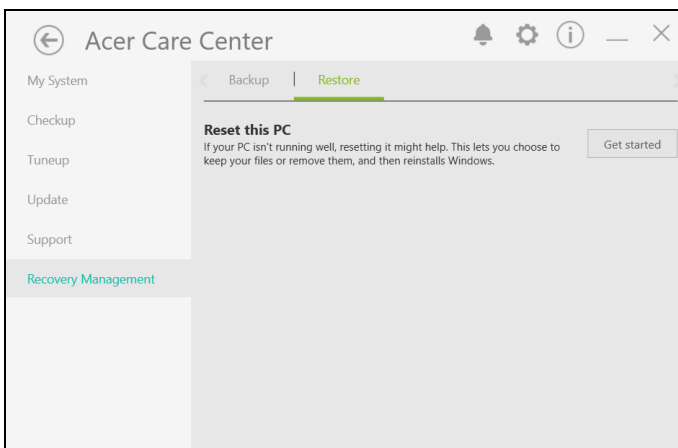 Acer Care Center
My System
Checkup
Tuneup
Update
Support
Recovery Management
Backup
Restore
Reset this PC
If your PC isn't running well, resetting it might help. This lets you choose to
keep your files or remove them, and then reinstalls Windows.
Get started